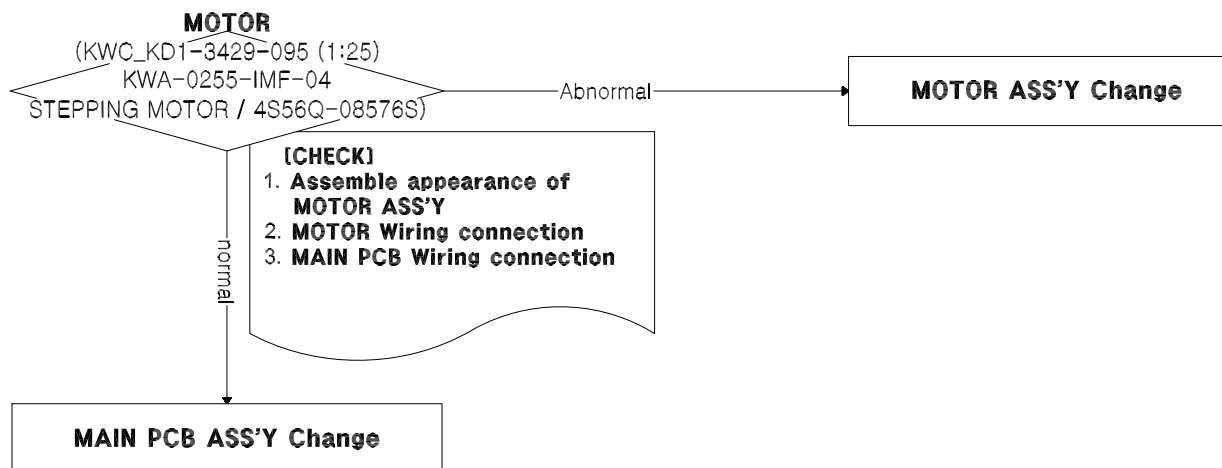 MOTOR
(KWC_KD1-3429-095 (1:25)
KWA-0255-IMF-04
STEPPING MOTOR / 4S56Q-08576S)
Abnormal
MOTOR ASS'Y Change
[CHECK]
1. Assemble appearance of
MOTOR ASS'Y
2. MOTOR Wiring connection
3. MAIN PCB Wiring connection
normal
MAIN PCB ASS'Y Change